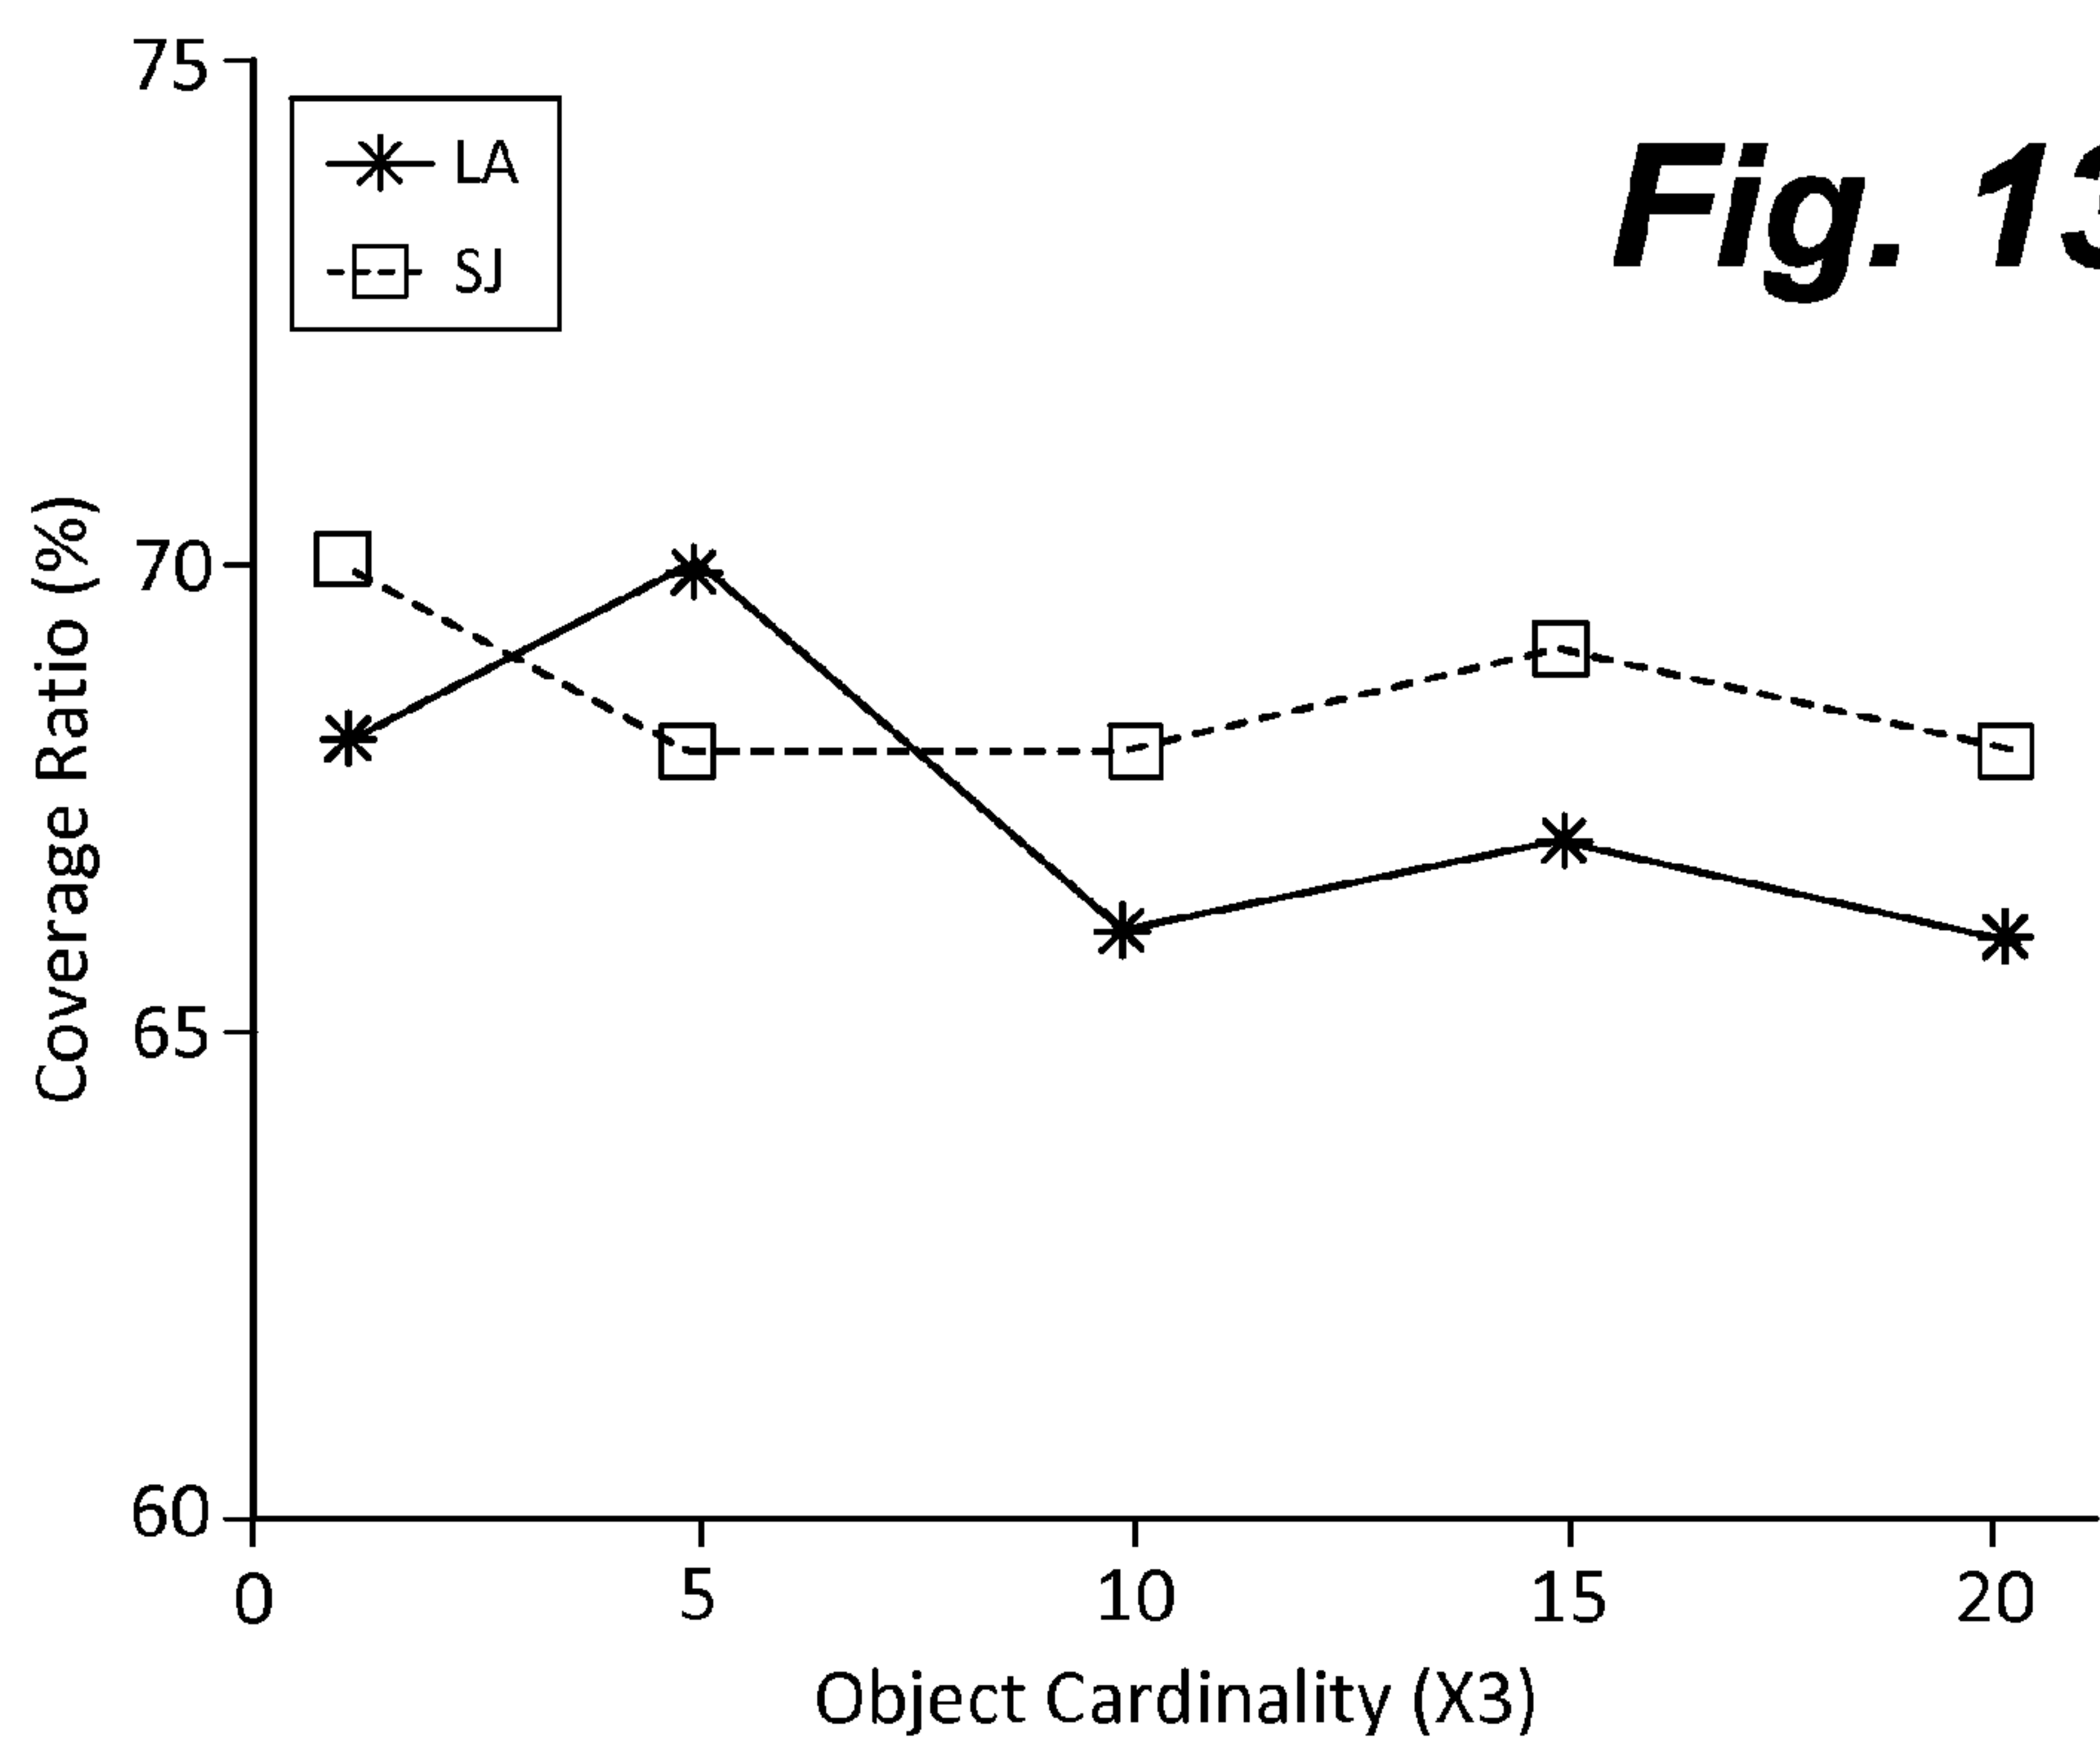 75
LA
SJ
Fig. 13
70
65
60
Coverage Ratio (%)
0 5 10 15 20
Object Cardinality (X3)